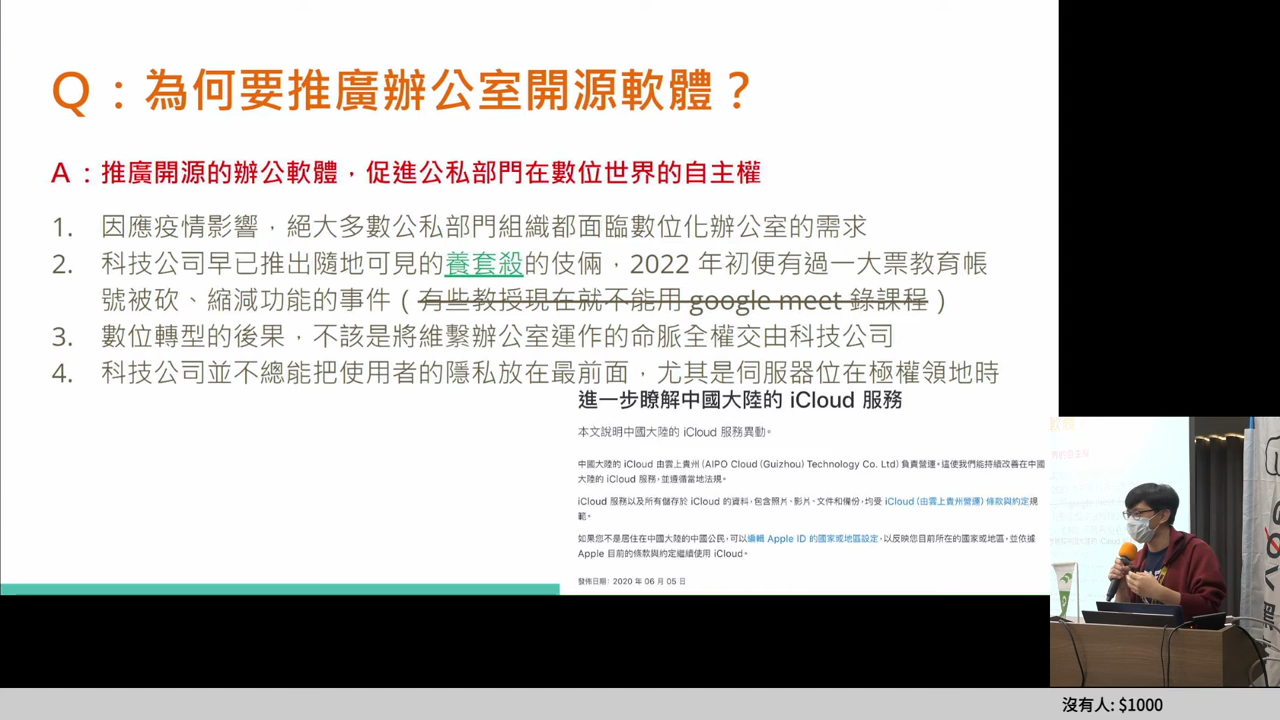 Q：為何要推廣辦公室開源軟體？
A：推廣開源的辦公軟體，促進公私部門在數位世界的自主權
1. 因應疫情影響，絕大多數公私部門組織都面臨數位化辦公室的需求
2. 科技公司早已推出隨地可見的養套殺的伎倆，2022 年初便有過一大票教育帳
號被砍、縮減功能的事件（有些教授現在就不能用 google meet 錄課程）
3. 數位轉型的後果，不該是將維繫辦公室運作的命脈全權交由科技公司
4. 科技公司並不總能把使用者的隱私放在最前面，尤其是伺服器位在極權領地時
進一步瞭解中國大陸的 iCloud 服務
本文說明中國大陸的 iCloud 服務異動。
中國大陸的 iCloud 由雲上貴州 (AIPO Cloud (Guizhou) Technology Co. Ltd) 負責營運。這使我們能持續改善在中國
大陸的 iCloud 服務，並遵循當地法規。
iCloud 服務以及所有儲存於 iCloud 的資料，包含照片、影片、文件和備份，均受 iCloud（由雲上貴州營運）條款與約定規
範。
如果您不是居住在中國大陸的中國公民，可以編輯 Apple ID 的國家或地區設定，以反映您目前所在的國家或地區，並依據
Apple 目前的條款與約定繼續使用 iCloud。
發佈日期： 2020 年 06 月 05 日
沒有人: $1000